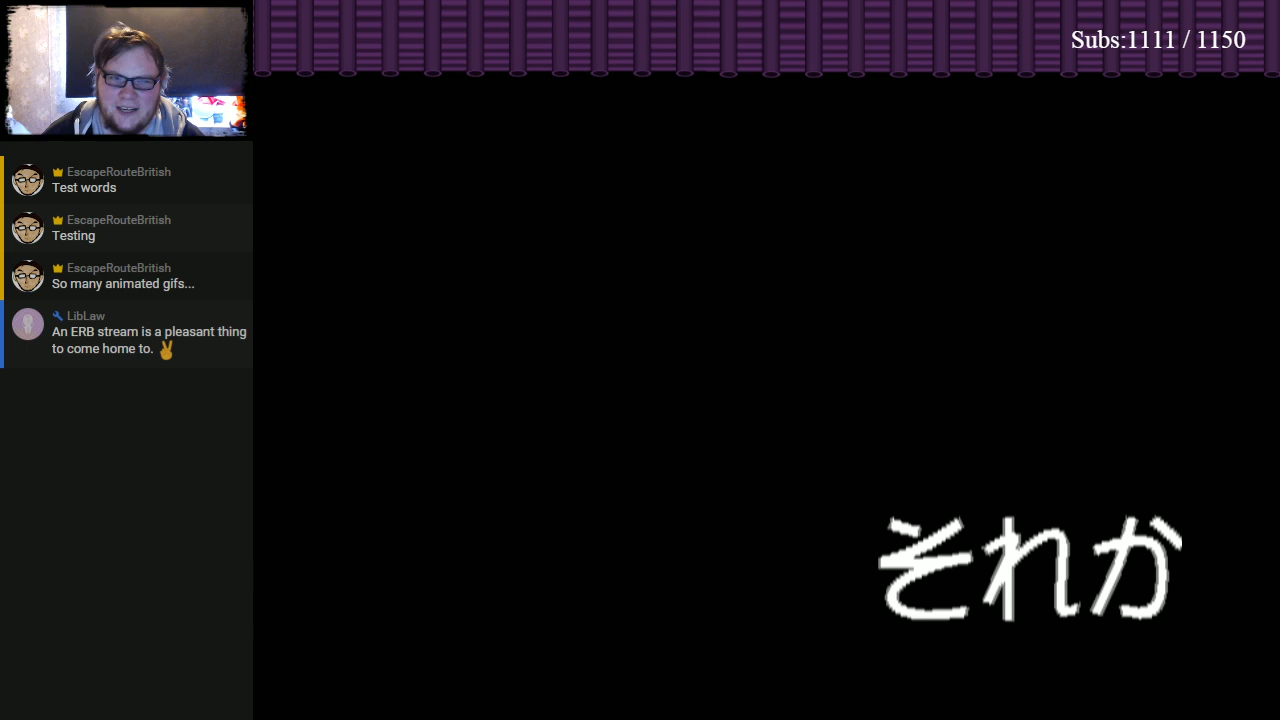 Subs:1111 / 1150
EscapeRouteBritish
Test words
EscapeRouteBritish
Testing
EscapeRouteBritish
So many animated gifs...
LibLaw
An ERB stream is a pleasant thing
to come home to. ✌
それか